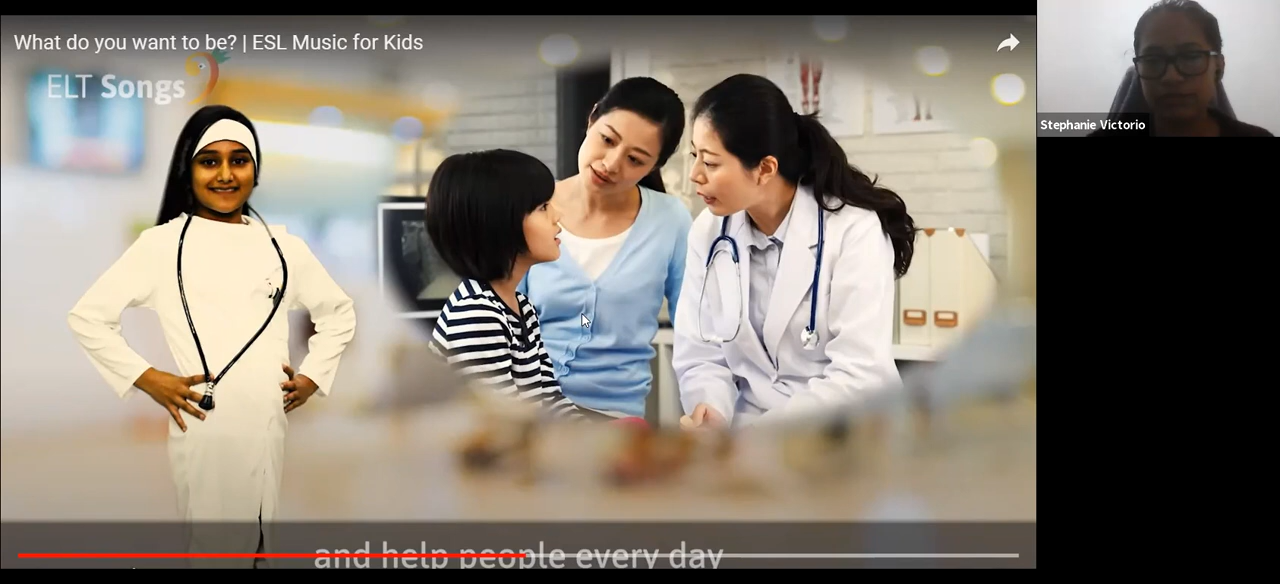 What do you want to be? | ESL Music for Kids
ELT Songs
Stephanie Victorio
and help people every day